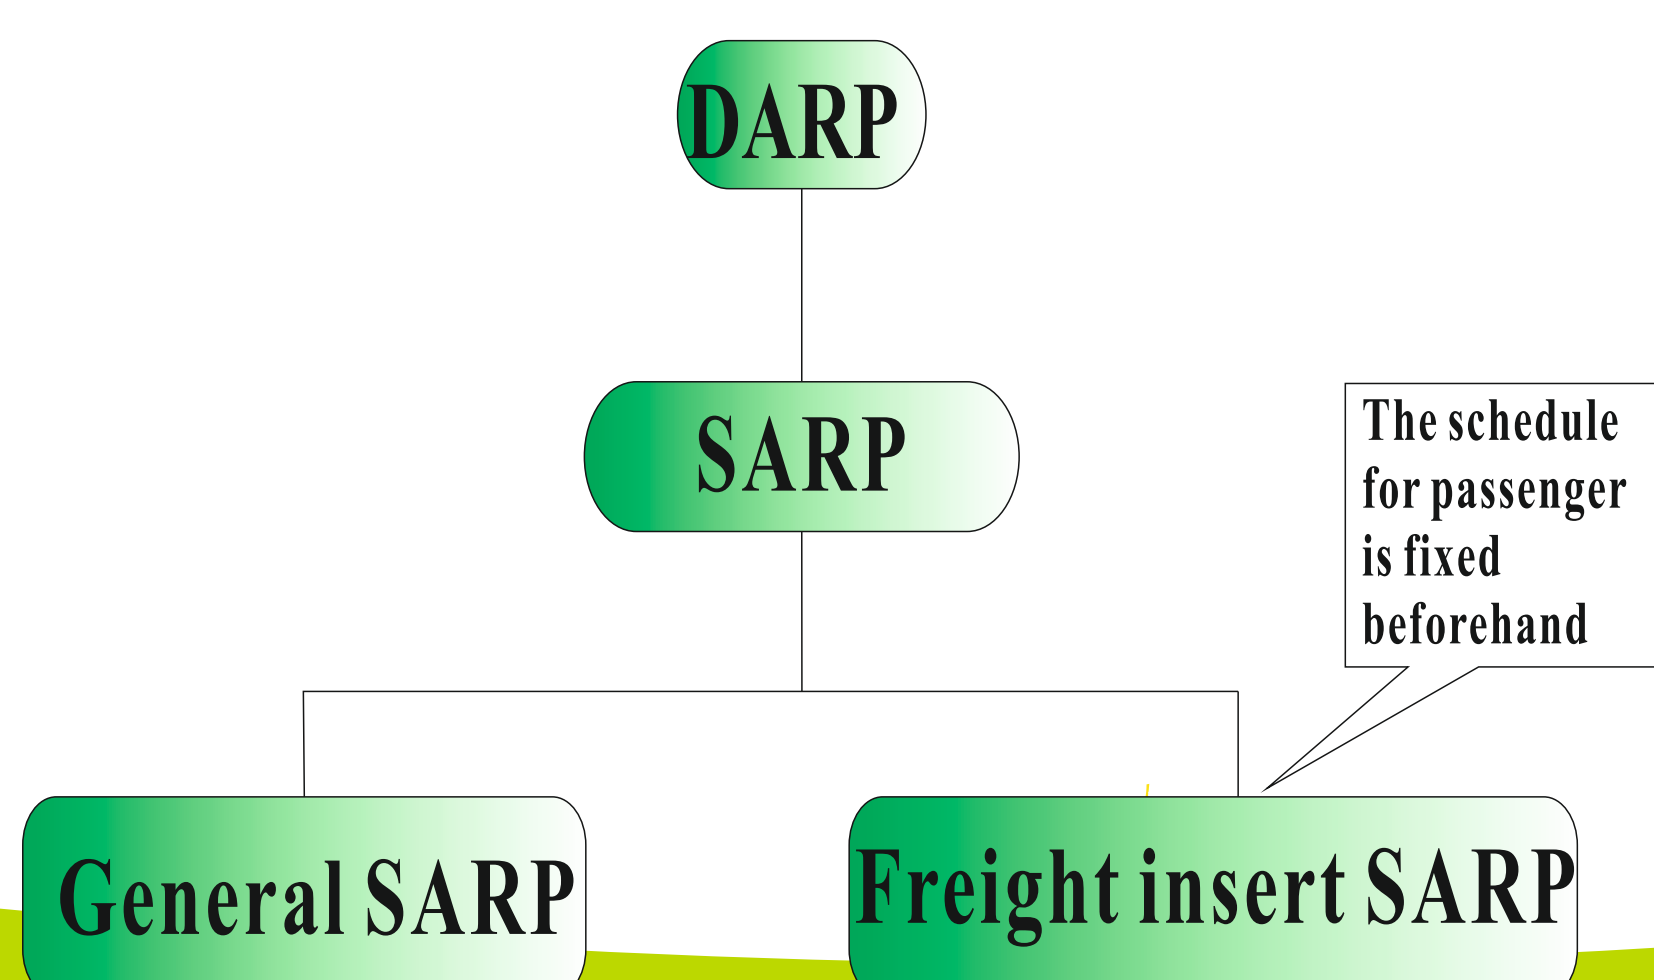 DARP
SARP
The schedule
for passenger
is fixed
beforehand
General SARP
Freight insert SARP